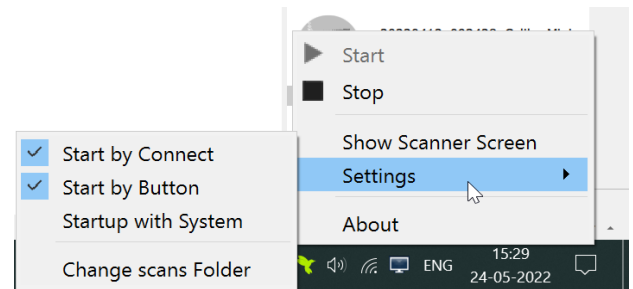 Start
Stop
Show Scanner Screen
Settings
About
Start by Connect
Start by Button
Startup with System
Change scans Folder
ENG
15:29
24-05-2022